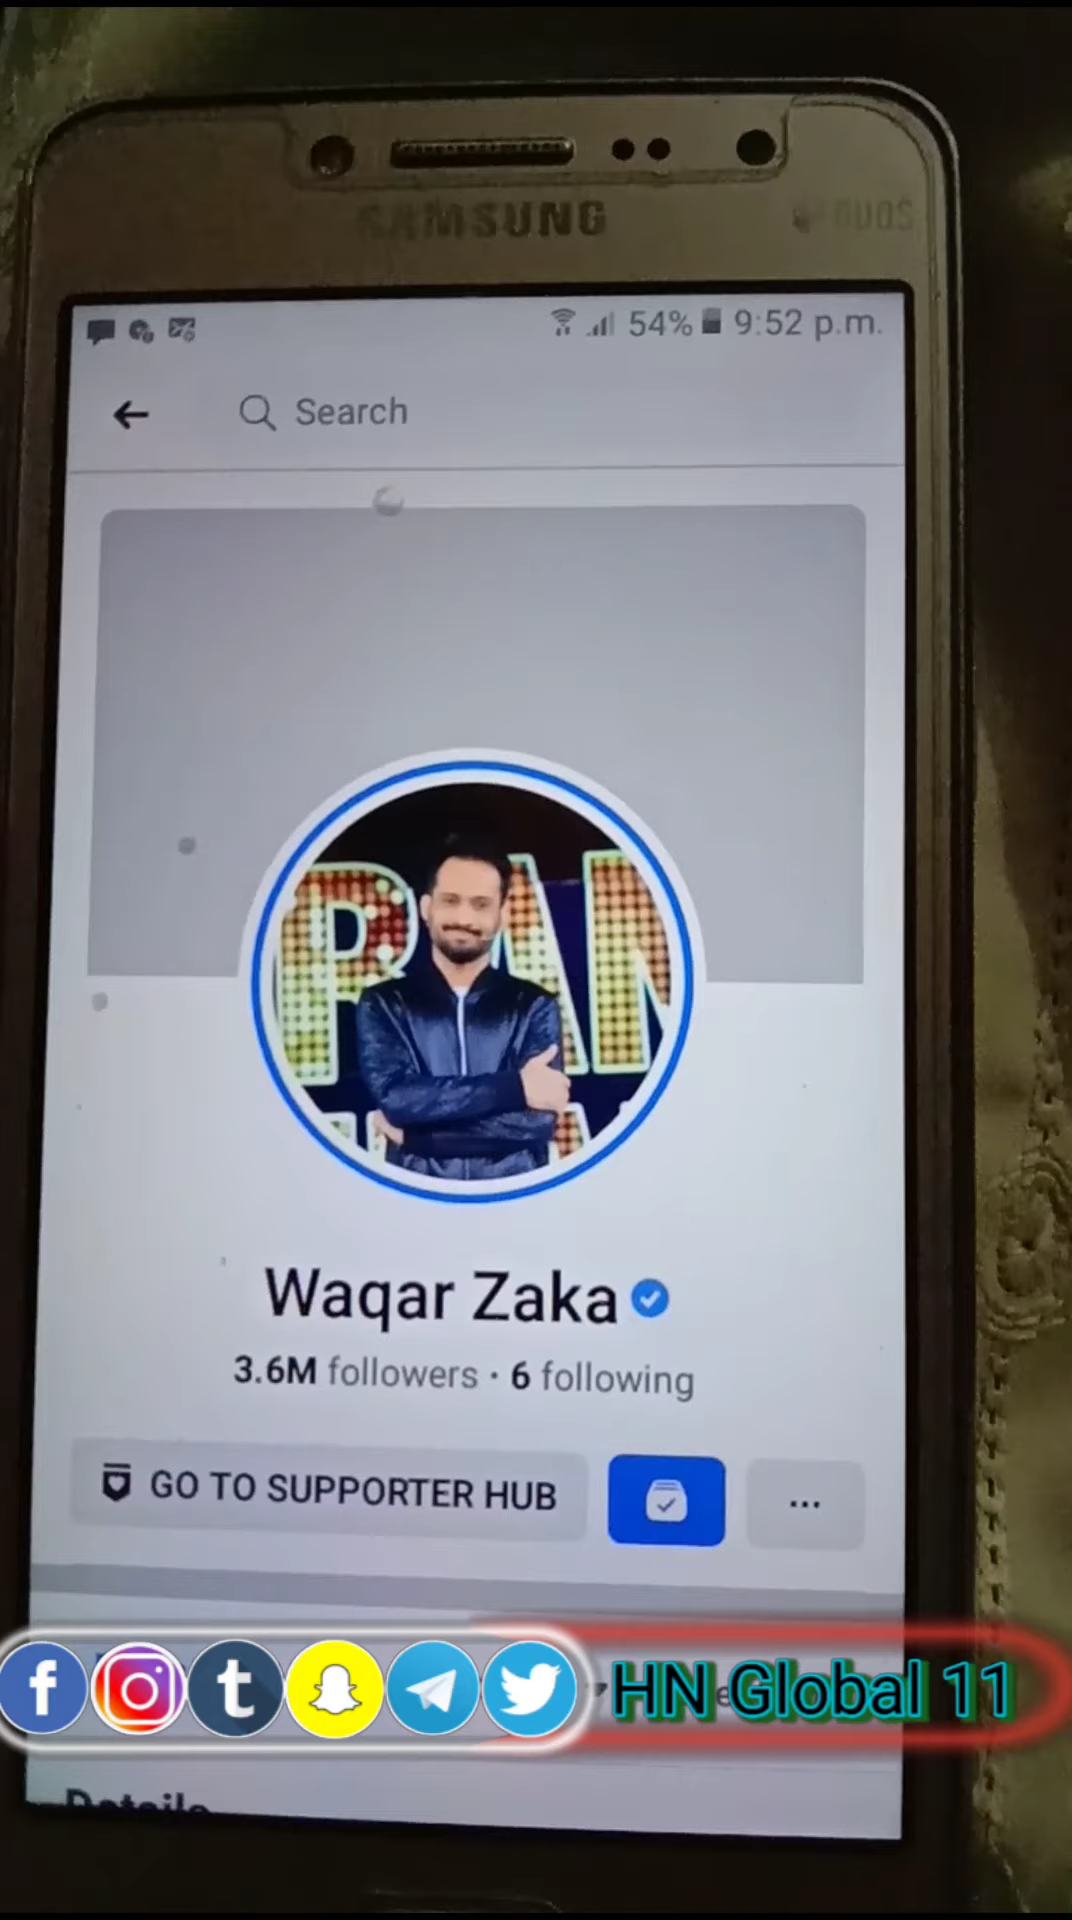 SAMSUNG
DUOS
54% 9:52 p.m.
Search
Waqar Zaka
3.6M followers · 6 following
GO TO SUPPORTER HUB
HN Global 11
Details